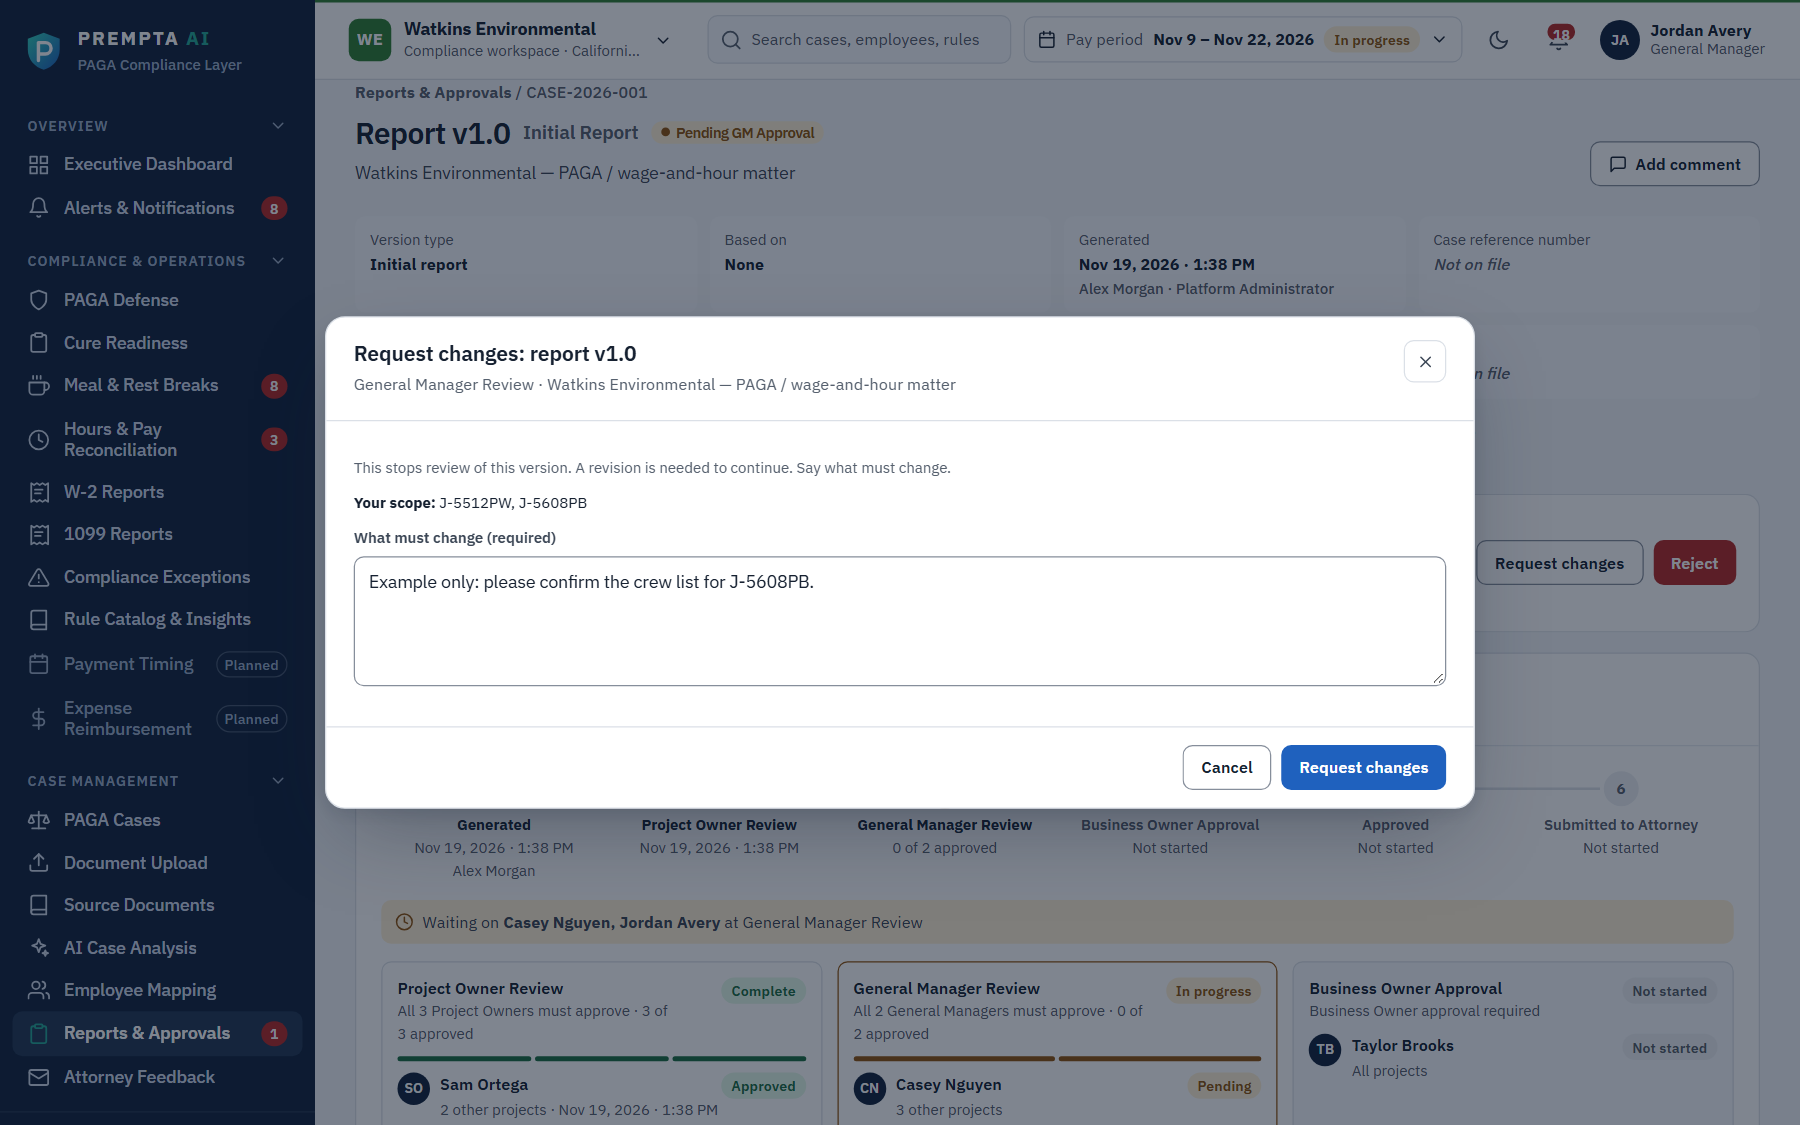 PREMPTA AI
PAGA Compliance Layer
OVERVIEW
Executive Dashboard
Alerts & Notifications 8
COMPLIANCE & OPERATIONS
PAGA Defense
Cure Readiness
Meal & Rest Breaks 8
Hours & Pay
Reconciliation 3
W-2 Reports
1099 Reports
Compliance Exceptions
Rule Catalog & Insights
Payment Timing Planned
Expense
Reimbursement Planned
CASE MANAGEMENT
PAGA Cases
Document Upload
Source Documents
AI Case Analysis
Employee Mapping
Reports & Approvals 1
Attorney Feedback
WE Watkins Environmental
Compliance workspace · Californi...
Search cases, employees, rules
Pay period Nov 9 – Nov 22, 2026 In progress
18
JA Jordan Avery
General Manager
Reports & Approvals / CASE-2026-001
Report v1.0 Initial Report Pending GM Approval
Watkins Environmental — PAGA / wage-and-hour matter
Add comment
Version type
Initial report
Based on
None
Generated
Nov 19, 2026 · 1:38 PM
Alex Morgan · Platform Administrator
Case reference number
Not on file
n file
Request changes: report v1.0
General Manager Review · Watkins Environmental — PAGA / wage-and-hour matter
This stops review of this version. A revision is needed to continue. Say what must change.
Your scope: J-5512PW, J-5608PB
What must change (required)
Example only: please confirm the crew list for J-5608PB.
Cancel Request changes
Request changes Reject
Generated
Nov 19, 2026 · 1:38 PM
Alex Morgan
Project Owner Review
Nov 19, 2026 · 1:38 PM
General Manager Review
0 of 2 approved
Business Owner Approval
Not started
Approved
Not started
6
Submitted to Attorney
Not started
Waiting on Casey Nguyen, Jordan Avery at General Manager Review
Project Owner Review Complete
All 3 Project Owners must approve · 3 of
3 approved
SO Sam Ortega Approved
2 other projects · Nov 19, 2026 · 1:38 PM
General Manager Review In progress
All 2 General Managers must approve · 0 of
2 approved
CN Casey Nguyen Pending
3 other projects
Business Owner Approval Not started
Business Owner approval required
TB Taylor Brooks Not started
All projects